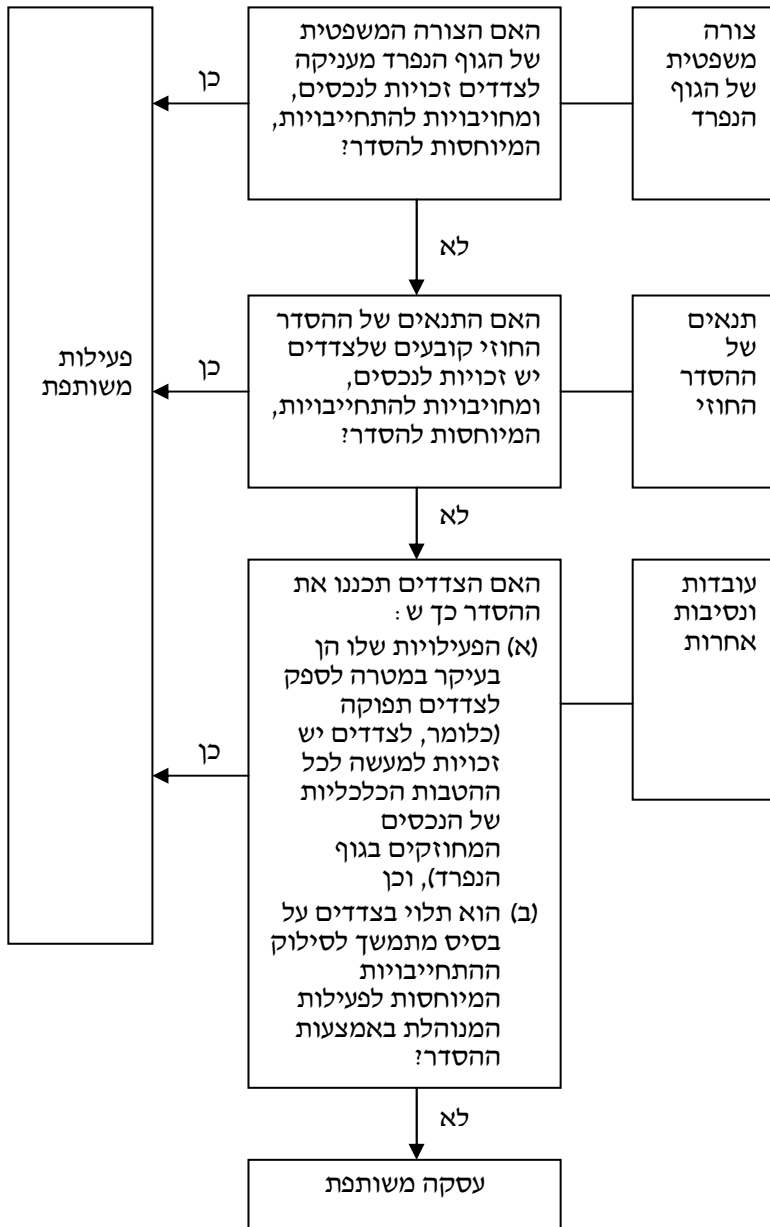 צורה
משפטית
של הגוף
הנפרד
האם הצורה המשפטית
של הגוף הנפרד מעניקה
לצדדים זכויות לנכסים,
ומחויבויות להתחייבויות,
המיוחסות להסדר?
כן
לא
תנאים
של
ההסדר
החוזי
האם התנאים של ההסדר
החוזי קובעים שלצדדים
יש זכויות לנכסים,
ומחויבויות להתחייבויות,
המיוחסות להסדר?
כן
פעילות
משותפת
לא
עובדות
ונסיבות
אחרות
האם הצדדים תכננו את
ההסדר כך ש:
(א) הפעילויות שלו הן
בעיקר במטרה לספק
לצדדים תפוקה
(כלומר, לצדדים יש
זכויות למעשה לכל
ההטבות הכלכליות
של הנכסים
המחוזקים בגוף
הנפרד), וכן
(ב) הוא תלוי בצדדים על
בסיס מתמשך לסילוק
ההתחייבויות
המיוחסות לפעילות
המנוהלת באמצעות
ההסדר?
כן
לא
עסקה משותפת